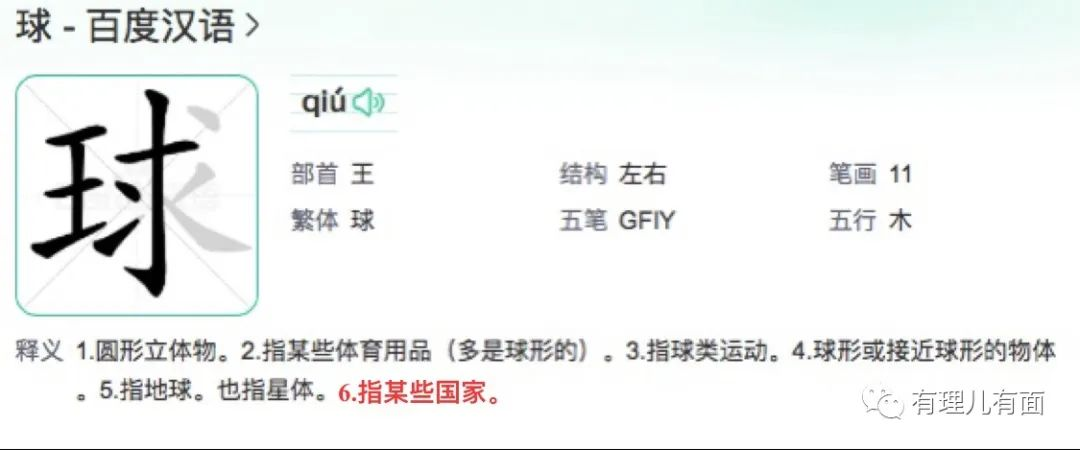 球 - 百度汉语 >
球
qiú
部首 王 结构 左右 笔画 11
繁体 球 五笔 GFIY 五行 木
释义 1.圆形立体物。2.指某些体育用品（多是球形的）。3.指球类运动。4.球形或接近球形的物体
。5.指地球。也指星体。6.指某些国家。
有理儿有面